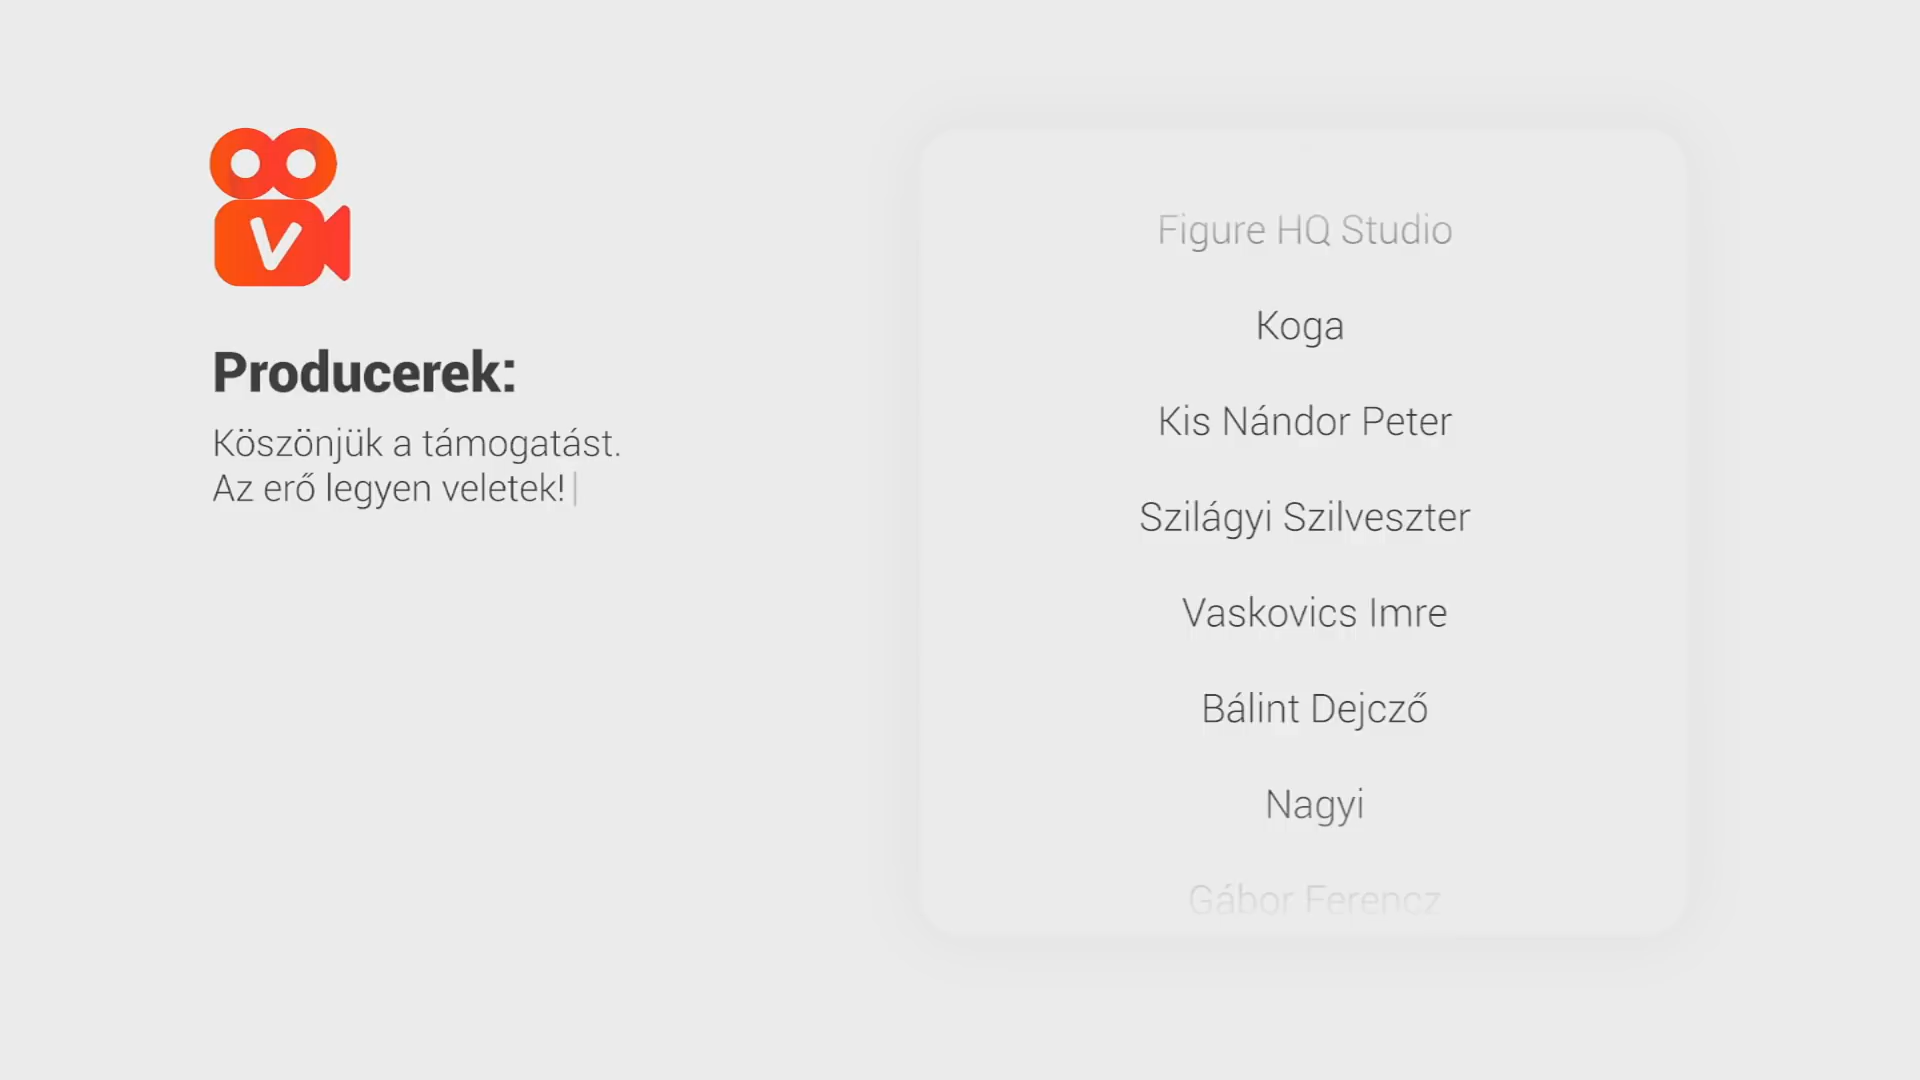 V
Producerek:
Köszönjük a támogatást.
Az erő legyen veletek!
Figure HQ Studio
Koga
Kis Nándor Peter
Szilágyi Szilveszter
Vaskovics Imre
Bálint Dejcző
Nagyi
Gábor Ferencz